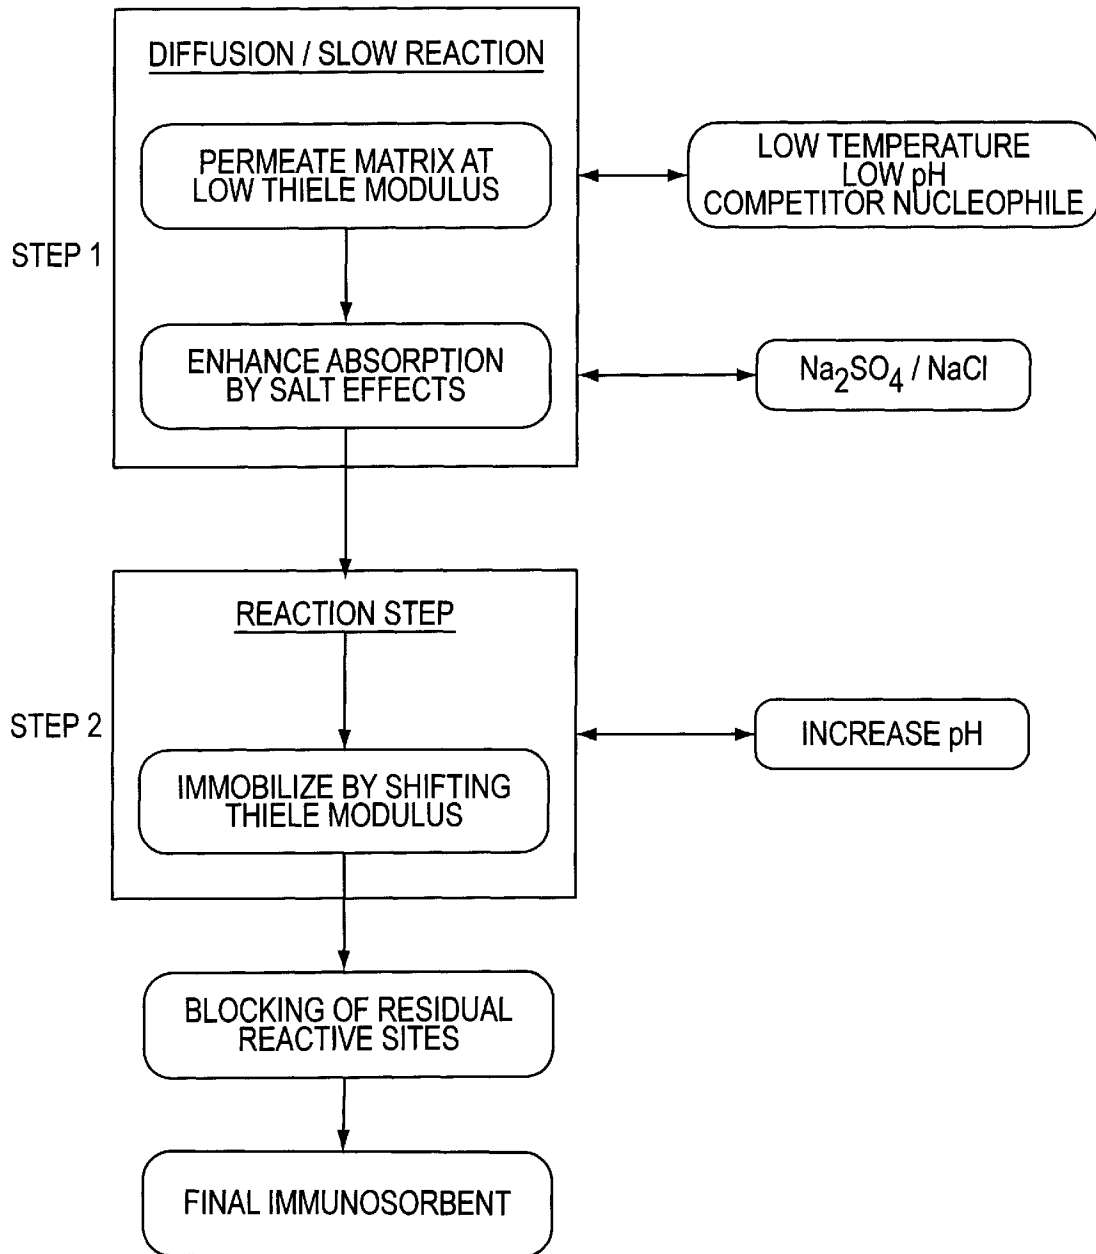 DIFFUSION / SLOW REACTION
PERMEATE MATRIX AT
LOW THIELE MODULUS
LOW TEMPERATURE
LOW pH
COMPETITOR NUCLEOPHILE
STEP 1
ENHANCE ABSORPTION
BY SALT EFFECTS
Na2SO4 / NaCl
REACTION STEP
STEP 2
INCREASE pH
IMMOBILIZE BY SHIFTING
THIELE MODULUS
BLOCKING OF RESIDUAL
REACTIVE SITES
FINAL IMMUNOSORBENT